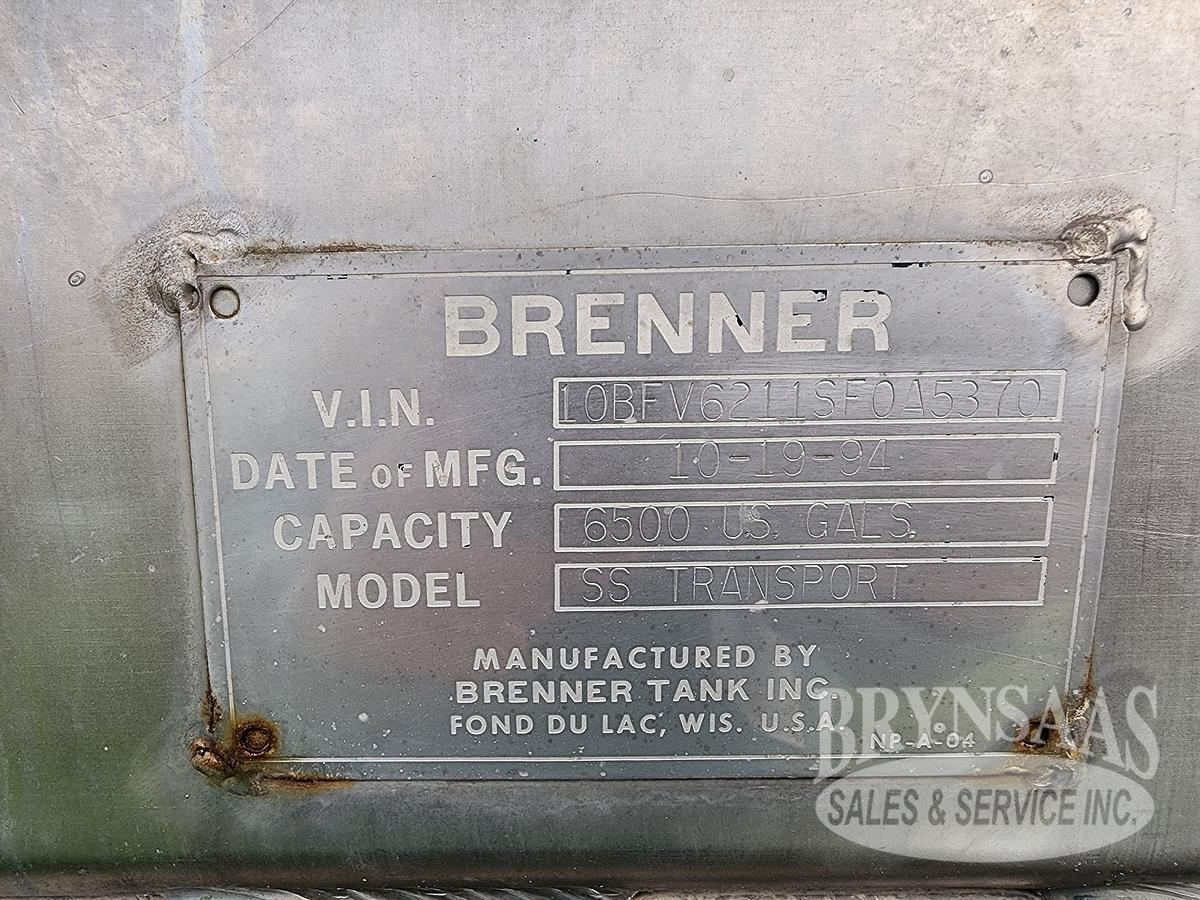 BRENNER
V.I.N. 10BFV6211SF0A5370
DATE OF MFG. 10-19-94
CAPACITY 6500 U.S. GALS.
MODEL SS TRANSPORT
MANUFACTURED BY
BRENNER TANK INC.
FOND DU LAC, WIS. U.S.A.
NP-A-04
BRYNSAAS
SALES & SERVICE INC.